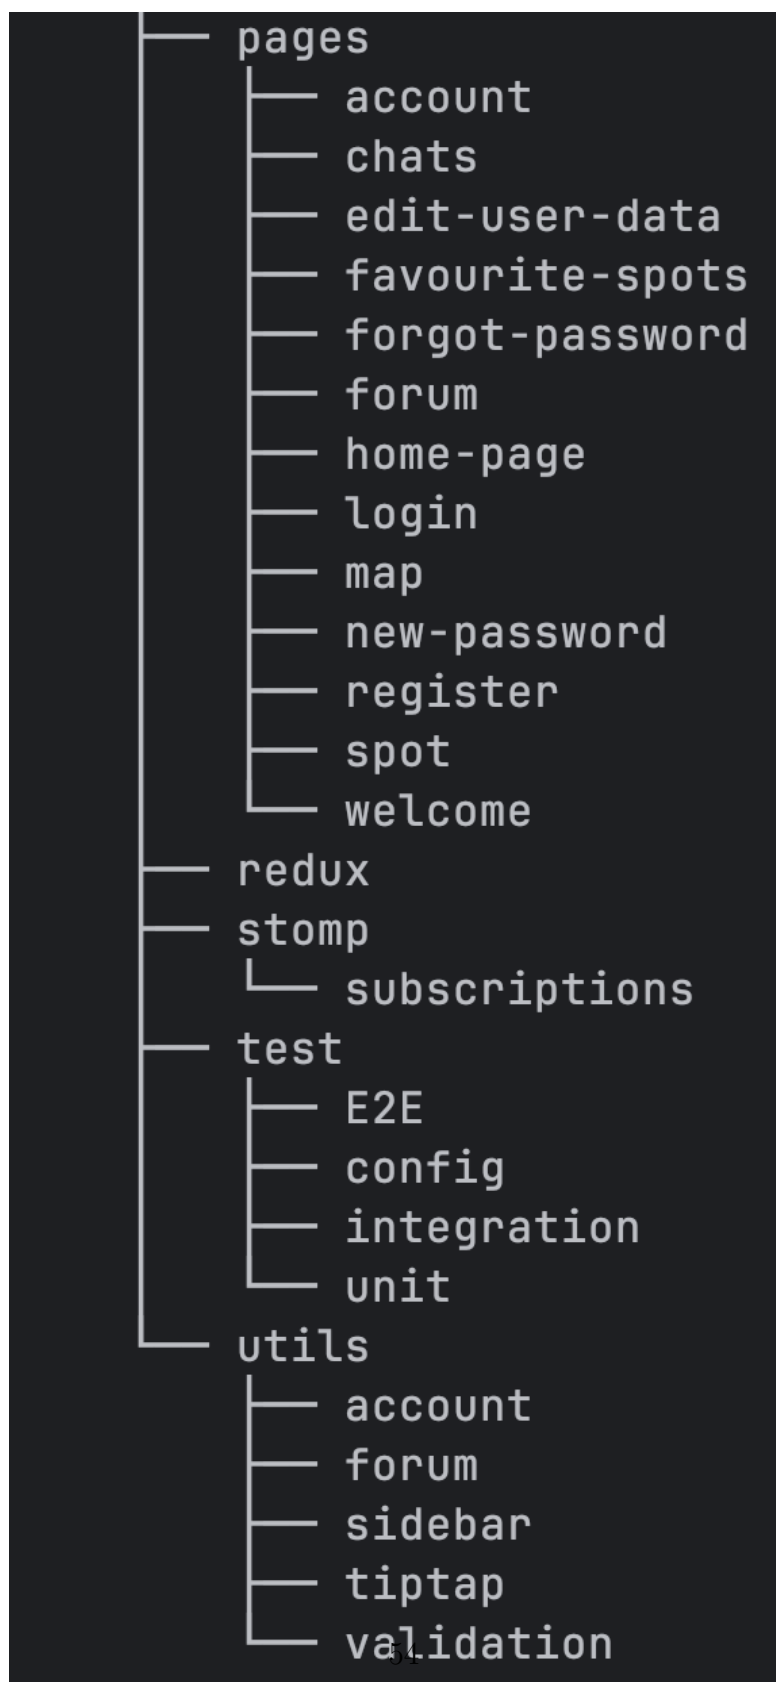 pages
account
chats
edit-user-data
favourite-spots
forgot-password
forum
home-page
login
map
new-password
register
spot
welcome
redux
stomp
subscriptions
test
E2E
config
integration
unit
utils
account
forum
sidebar
tiptap
validation
54